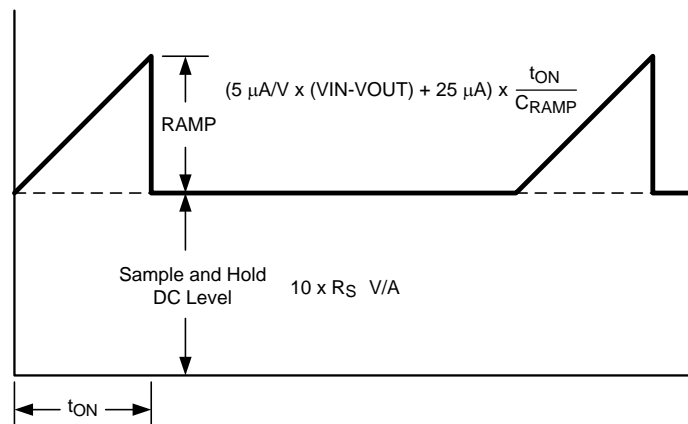 (5 μA/V x (VIN-VOUT) + 25 μA) x tON
CRAMP
RAMP
Sample and Hold
DC Level
10 x RS V/A
tON